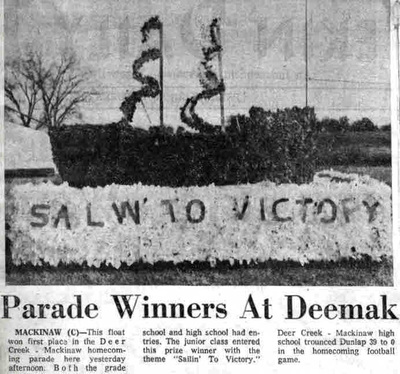 SALW' TO VICTORY
Parade Winners At Deemak
MACKINAW (C)—This float
won first place in the Deer
Creek - Mackinaw homecom-
ing parade here yesterday
afternoon. Both the grade
school and high school had en-
tries. The junior class entered
this prize winner with the
theme "Sailin' To Victory."
Deer Creek - Mackinaw high
school trounced Dunlap 39 to 0
in the homecoming football
game.